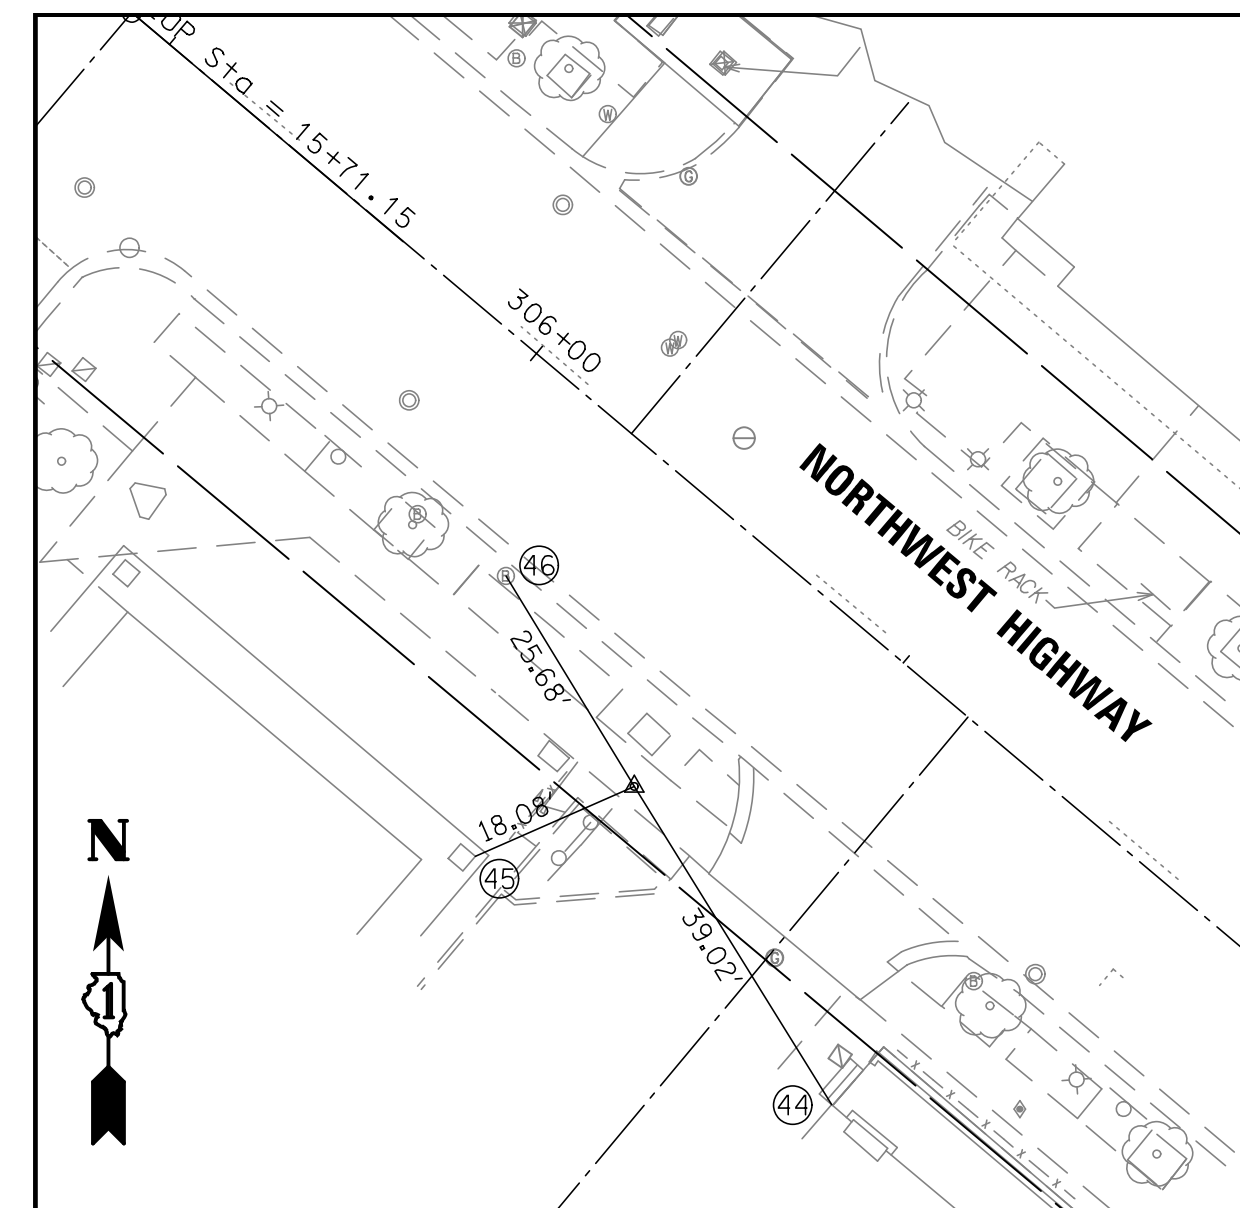 Sta = 15+71.15
306+00
NORTHWEST HIGHWAY
BIKE RACK
B
W
G
W
W
B
B
46
25.68'
18.08'
45
39.02'
G
B
44
N
1